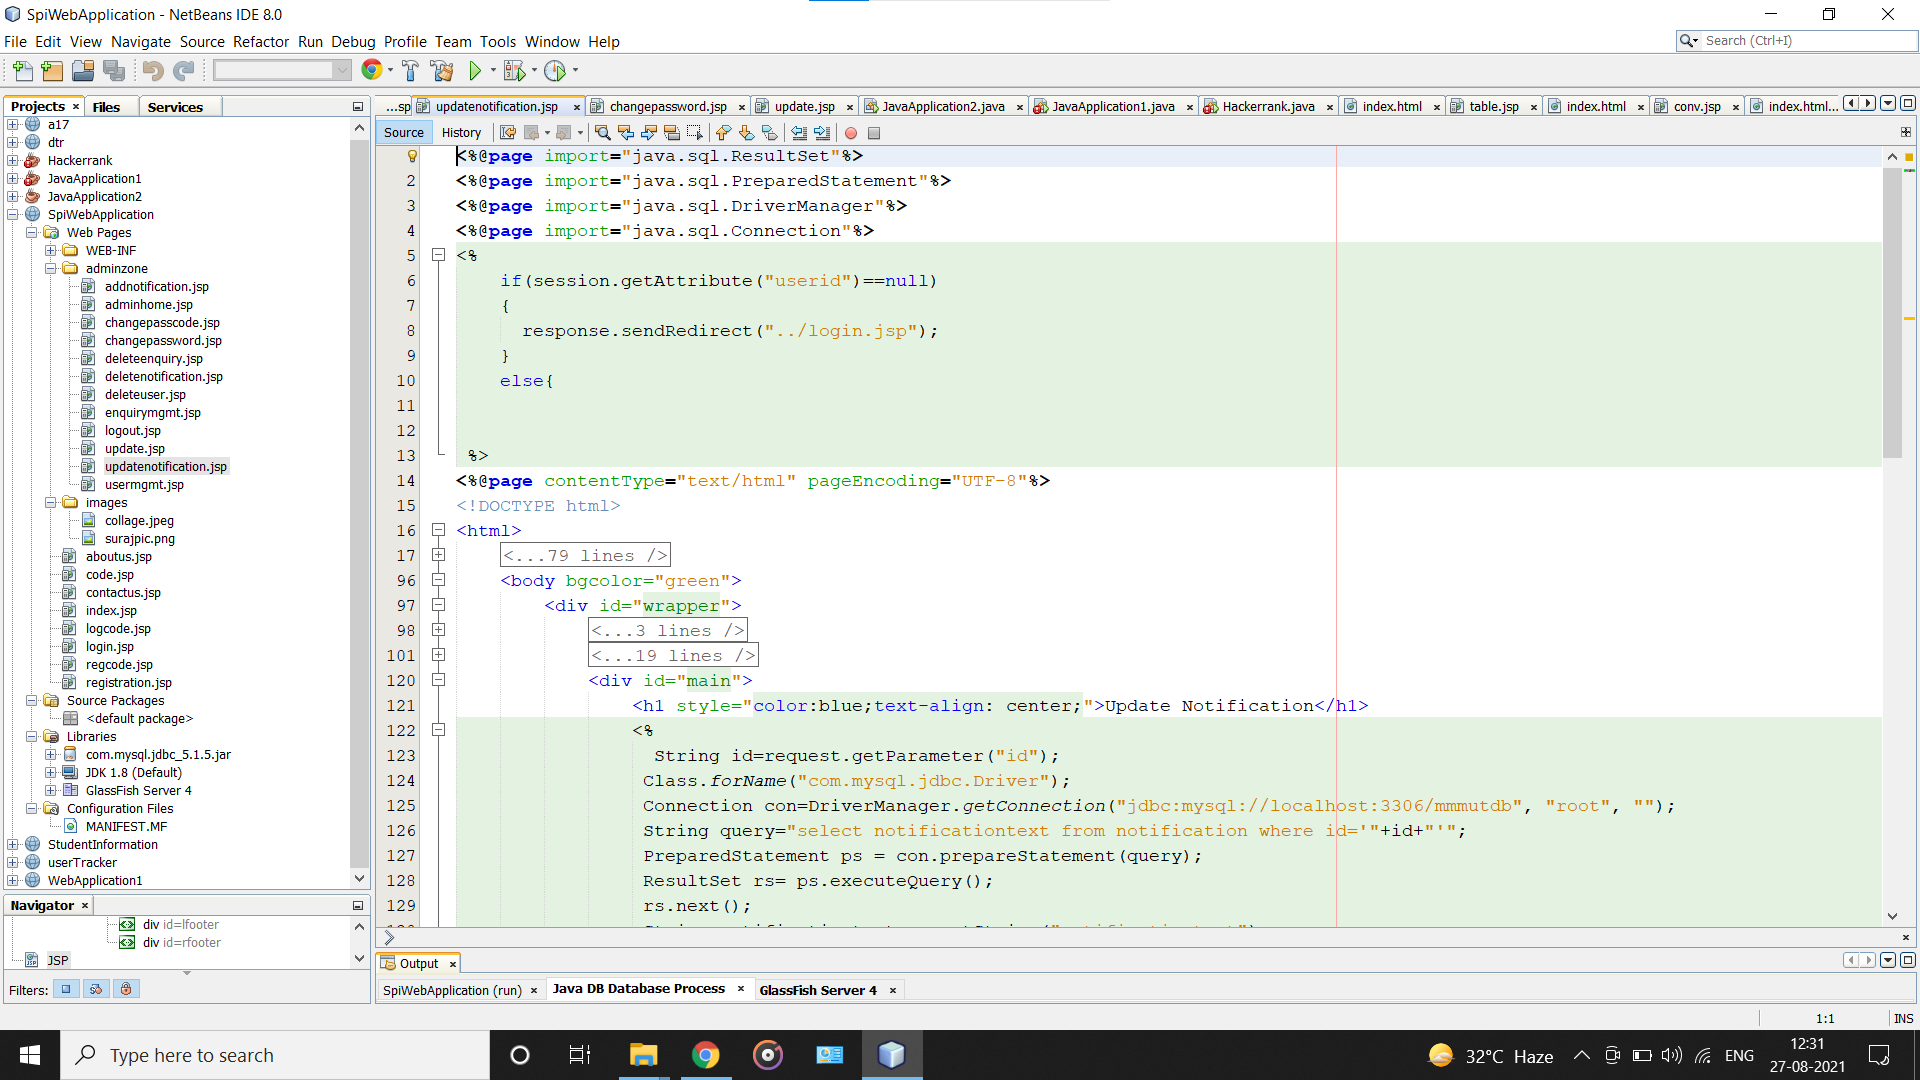 SpiWebApplication - NetBeans IDE 8.0
File Edit View Navigate Source Refactor Run Debug Profile Team Tools Window Help
Search (Ctrl+I)
Projects Files Services
...sp updatenotification.jsp changepassword.jsp update.jsp JavaApplication2.java JavaApplication1.java Hackerrank.java index.html table.jsp index.html conv.jsp index.html...
Source History
a17
dtr
Hackerrank
JavaApplication1
JavaApplication2
SpiWebApplication
Web Pages
WEB-INF
adminzone
addnotification.jsp
adminhome.jsp
changepasscode.jsp
changepassword.jsp
deleteenquiry.jsp
deletenotification.jsp
deleteuser.jsp
enquirymgmt.jsp
logout.jsp
update.jsp
updatenotification.jsp
usermgmt.jsp
images
collage.jpeg
surajpic.png
aboutus.jsp
code.jsp
contactus.jsp
index.jsp
logcode.jsp
login.jsp
regcode.jsp
registration.jsp
Source Packages
<default package>
Libraries
com.mysql.jdbc_5.1.5.jar
JDK 1.8 (Default)
GlassFish Server 4
Configuration Files
MANIFEST.MF
StudentInformation
userTracker
WebApplication1
Navigator
div id=lfooter
div id=rfooter
JSP
Filters:
<%@page import="java.sql.ResultSet"%>
2 <%@page import="java.sql.PreparedStatement"%>
3 <%@page import="java.sql.DriverManager"%>
4 <%@page import="java.sql.Connection"%>
5 <%
6 if(session.getAttribute("userid")==null)
7 {
8 response.sendRedirect("../login.jsp");
9 }
10 else{
11
12
13 %>
14 <%@page contentType="text/html" pageEncoding="UTF-8"%>
15 <!DOCTYPE html>
16 <html>
17 <...79 lines />
96 <body bgcolor="green">
97 <div id="wrapper">
98 <...3 lines />
101 <...19 lines />
120 <div id="main">
121 <h1 style="color:blue;text-align: center;">Update Notification</h1>
122 <%
123 String id=request.getParameter("id");
124 Class.forName("com.mysql.jdbc.Driver");
125 Connection con=DriverManager.getConnection("jdbc:mysql://localhost:3306/mmmutdb", "root", "");
126 String query="select notificationtext from notification where id='"+id+"'";
127 PreparedStatement ps = con.prepareStatement(query);
128 ResultSet rs= ps.executeQuery();
129 rs.next();
Output
SpiWebApplication (run) Java DB Database Process GlassFish Server 4
1:1 INS
Type here to search
32°C Haze
ENG
12:31
27-08-2021